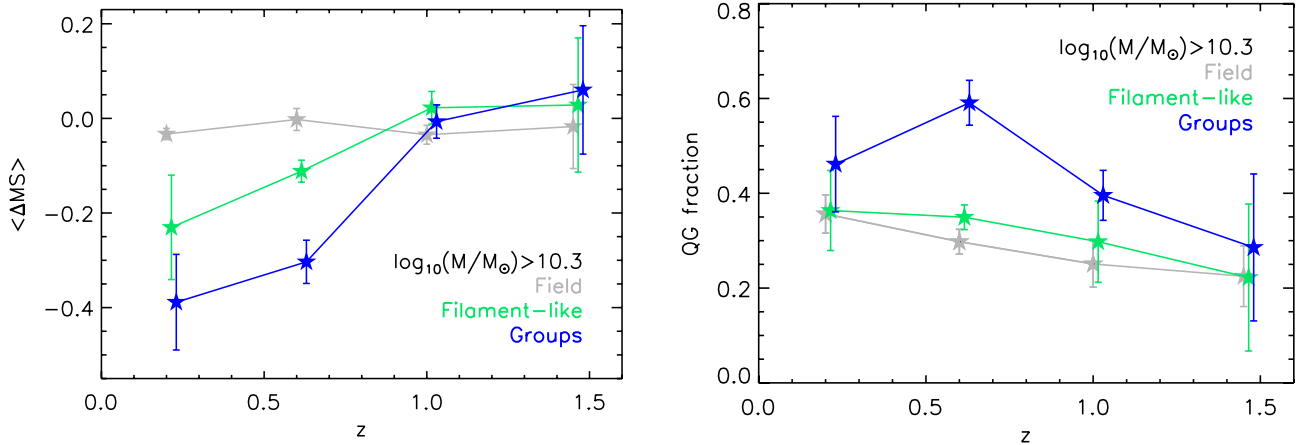 0.2
0.0
−0.2
−0.4
<ΔMS>
log₁₀(M/M⊙)>10.3
Field
Filament−like
Groups
0.0 0.5 1.0 1.5
z
0.8
0.6
0.4
0.2
0.0
QG fraction
log₁₀(M/M⊙)>10.3
Field
Filament−like
Groups
0.0 0.5 1.0 1.5
z